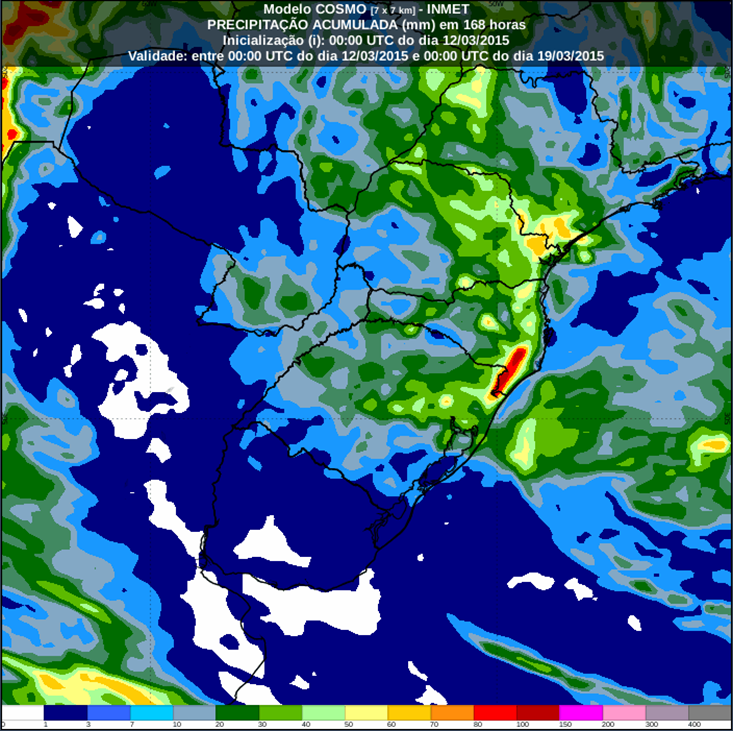 Modelo COSMO [7 x 7 km] - INMET
PRECIPITAÇÃO ACUMULADA (mm) em 168 horas
Inicialização (i): 00:00 UTC do dia 12/03/2015
Validade: entre 00:00 UTC do dia 12/03/2015 e 00:00 UTC do dia 19/03/2015
0 1 3 7 10 20 30 40 50 60 70 80 100 150 200 300 400